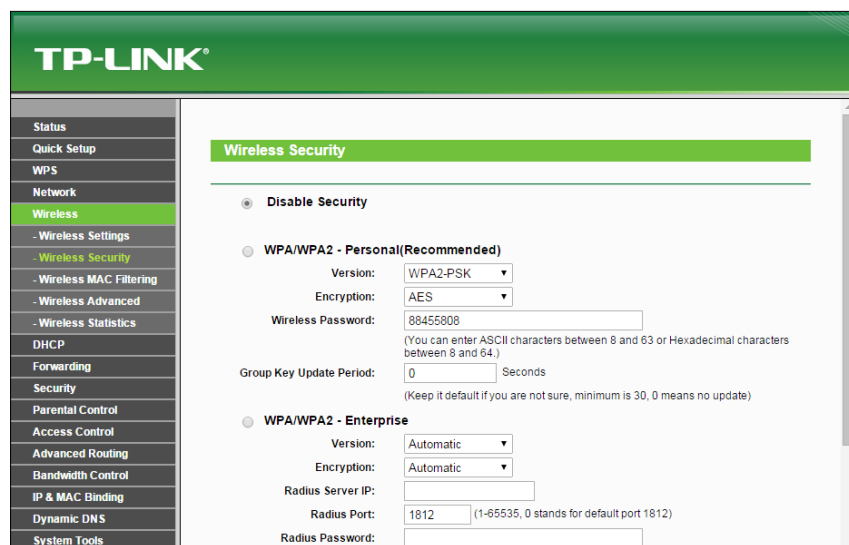 TP-LINK®
Status
Quick Setup
WPS
Network
Wireless
- Wireless Settings
- Wireless Security
- Wireless MAC Filtering
- Wireless Advanced
- Wireless Statistics
DHCP
Forwarding
Security
Parental Control
Access Control
Advanced Routing
Bandwidth Control
IP & MAC Binding
Dynamic DNS
System Tools
Wireless Security
Disable Security
WPA/WPA2 - Personal(Recommended)
Version: WPA2-PSK
Encryption: AES
Wireless Password: 88455808
(You can enter ASCII characters between 8 and 63 or Hexadecimal characters
between 8 and 64.)
Group Key Update Period: 0 Seconds
(Keep it default if you are not sure, minimum is 30, 0 means no update)
WPA/WPA2 - Enterprise
Version: Automatic
Encryption: Automatic
Radius Server IP:
Radius Port: 1812 (1-65535, 0 stands for default port 1812)
Radius Password: